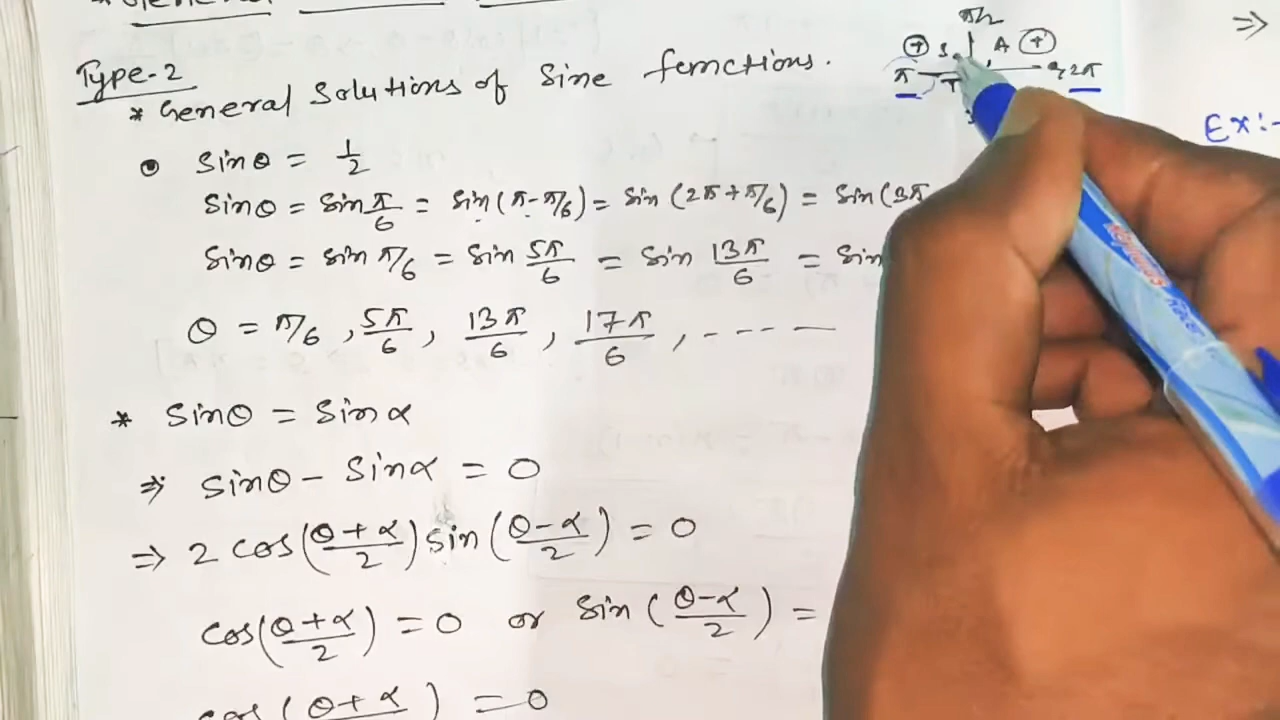 * General
Type-2
* General Solutions of Sine functions.
π/2
⊕ S A ⊕
π T 2π
⇒
Ex:-
• Sinθ = 1/2
Sinθ = Sin π/6 = Sin (π-π/6) = Sin (2π+π/6) = Sin (3π
Sinθ = Sin π/6 = Sin 5π/6 = Sin 13π/6 = Sin
θ = π/6 , 5π/6 , 13π/6 , 17π/6 , - - - -
* Sinθ = Sin α
⇒ Sinθ - Sinα = 0
⇒ 2 cos(θ+α/2) Sin (θ-α/2) = 0
cos(θ+α/2) = 0 or Sin (θ-α/2) =
cos (θ+α ) = 0